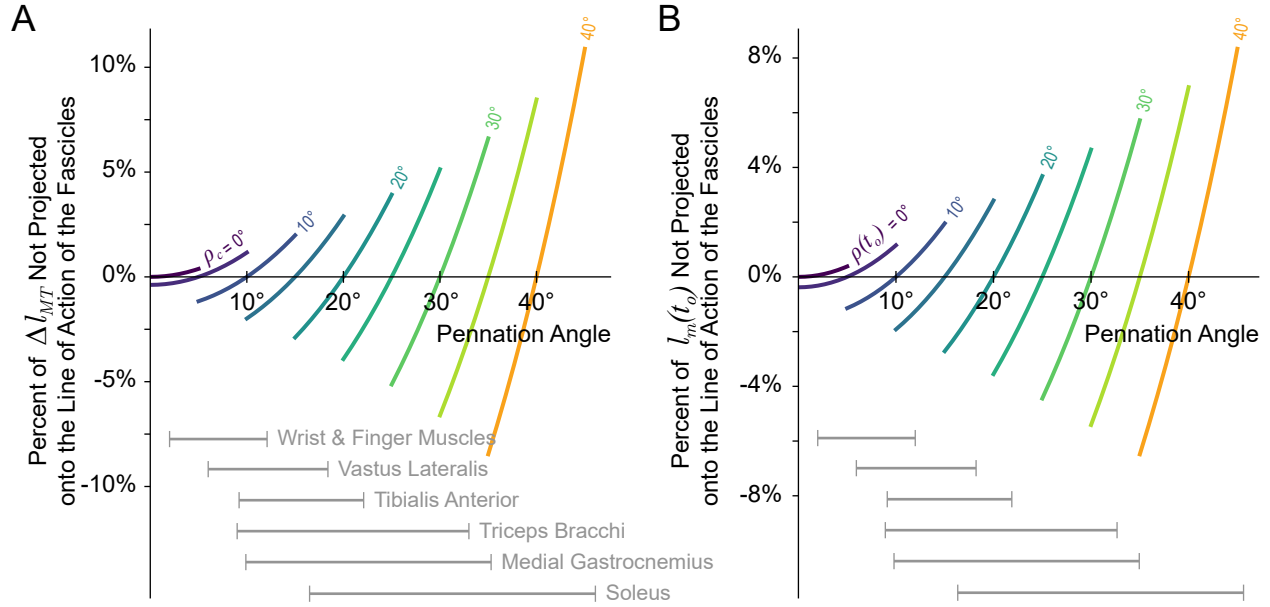 A
Percent of Δl_MT Not Projected
onto the Line of Action of the Fascicles
10%
5%
0%
-5%
-10%
ρ_c = 0°
10°
20°
30°
40°
10°
20°
30°
40°
Pennation Angle
Wrist & Finger Muscles
Vastus Lateralis
Tibialis Anterior
Triceps Bracchi
Medial Gastrocnemius
Soleus
B
Percent of l_m(t_o) Not Projected
onto the Line of Action of the Fascicles
8%
4%
0%
-4%
-8%
ρ(t_o) = 0°
10°
20°
30°
40°
10°
20°
30°
40°
Pennation Angle